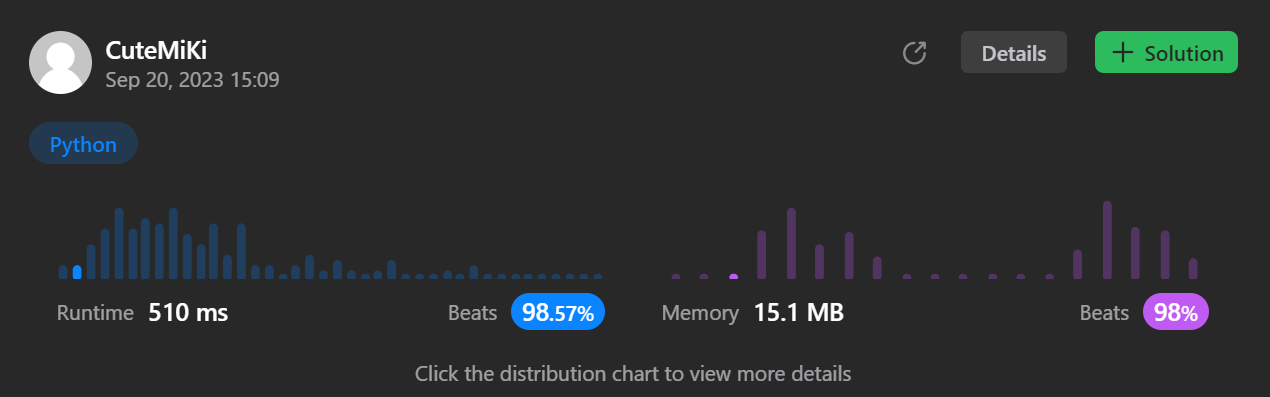 CuteMiKi
Sep 20, 2023 15:09
Details
Solution
Python
Runtime 510 ms
Beats 98.57%
Memory 15.1 MB
Beats 98%
Click the distribution chart to view more details